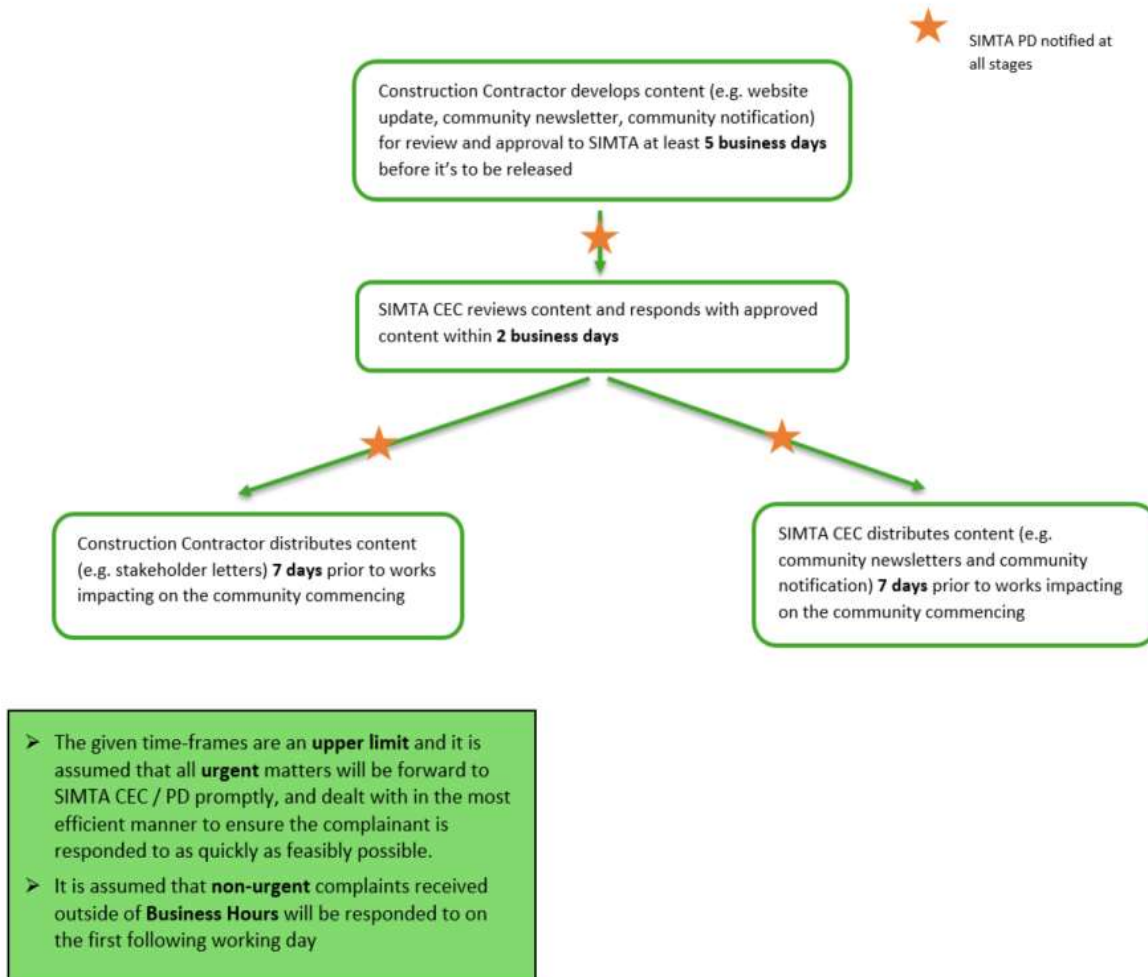 SIMTA PD notified at
all stages
Construction Contractor develops content (e.g. website
update, community newsletter, community notification)
for review and approval to SIMTA at least 5 business days
before it's to be released
SIMTA CEC reviews content and responds with approved
content within 2 business days
Construction Contractor distributes content
(e.g. stakeholder letters) 7 days prior to works
impacting on the community commencing
SIMTA CEC distributes content (e.g.
community newsletters and community
notification) 7 days prior to works impacting
on the community commencing
➢ The given time-frames are an upper limit and it is
assumed that all urgent matters will be forward to
SIMTA CEC / PD promptly, and dealt with in the most
efficient manner to ensure the complainant is
responded to as quickly as feasibly possible.
➢ It is assumed that non-urgent complaints received
outside of Business Hours will be responded to on
the first following working day